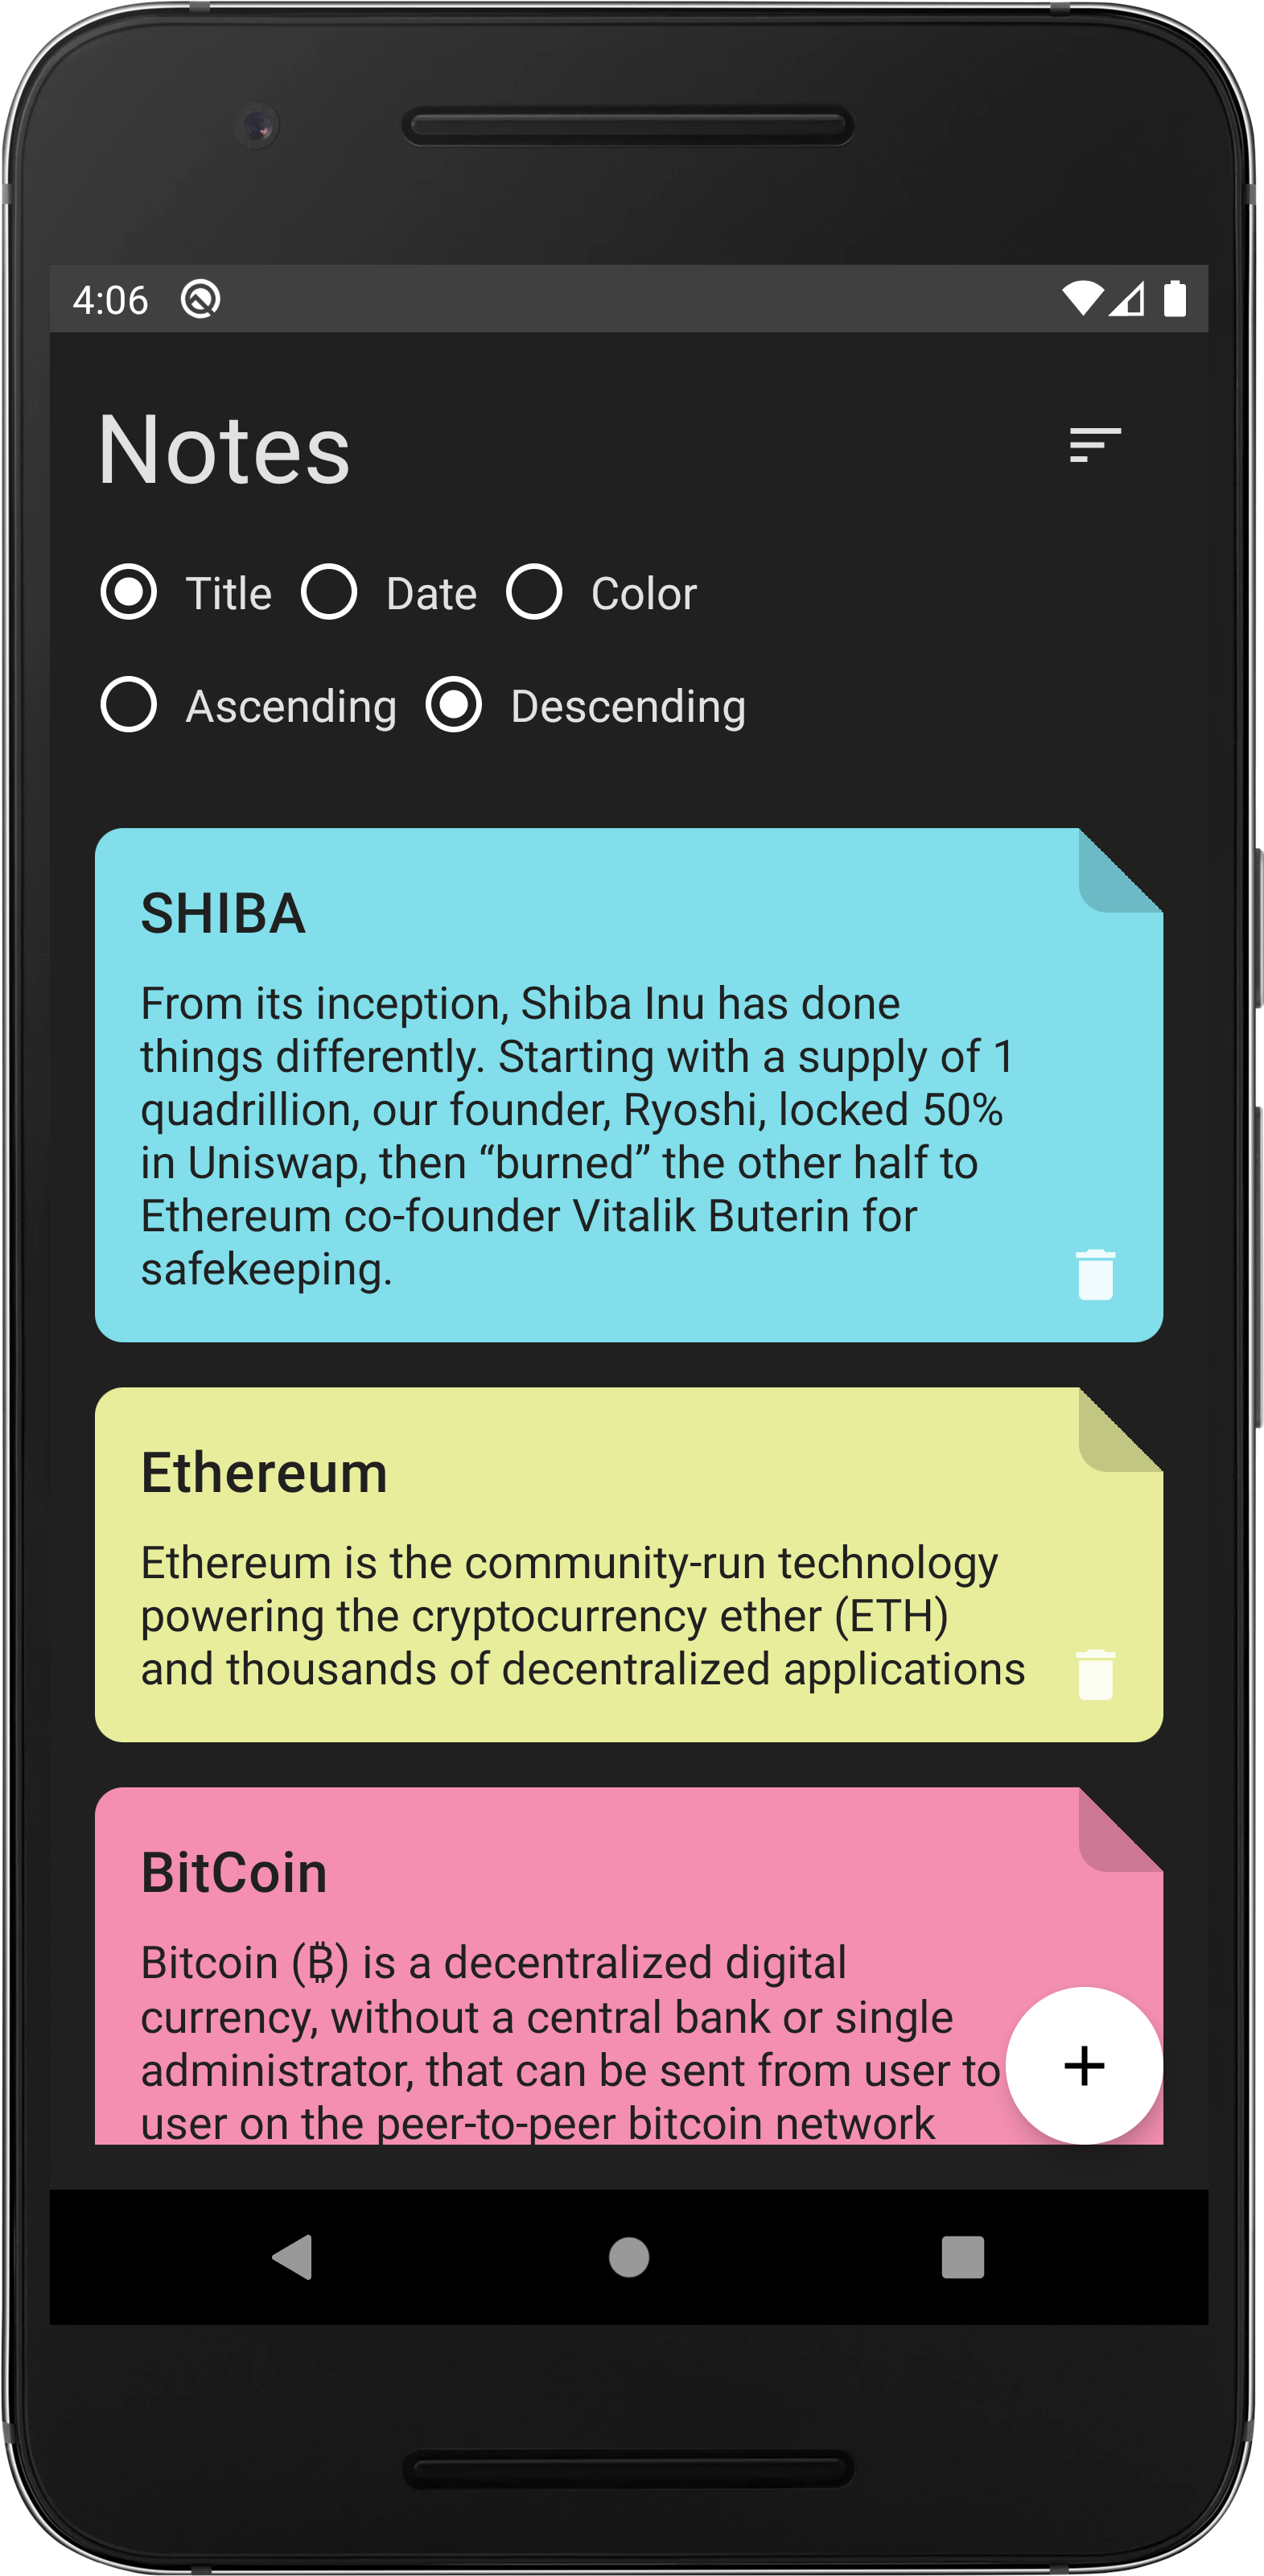 4:06
Notes
Title Date Color
Ascending Descending
SHIBA
From its inception, Shiba Inu has done
things differently. Starting with a supply of 1
quadrillion, our founder, Ryoshi, locked 50%
in Uniswap, then “burned” the other half to
Ethereum co-founder Vitalik Buterin for
safekeeping.
Ethereum
Ethereum is the community-run technology
powering the cryptocurrency ether (ETH)
and thousands of decentralized applications
BitCoin
Bitcoin (₿) is a decentralized digital
currency, without a central bank or single
administrator, that can be sent from user to
user on the peer-to-peer bitcoin network